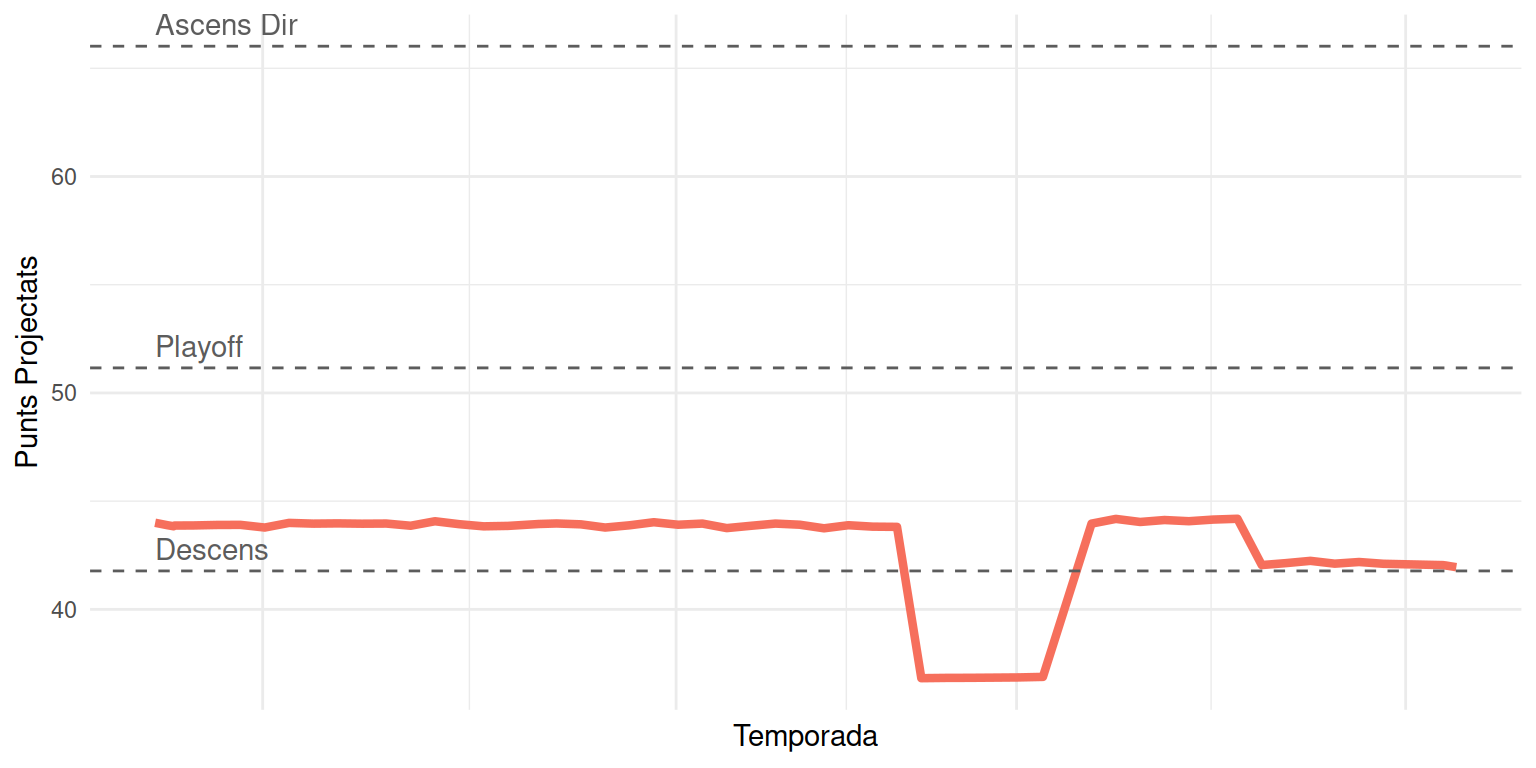 Ascens Dir
60
Playoff
50
Descens
40
Punts Projectats
Temporada